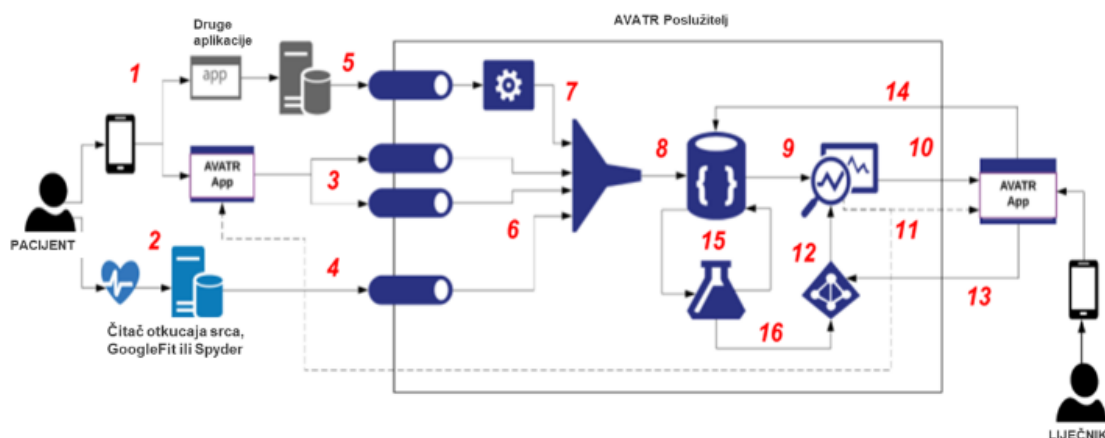 AVATR Poslužitelj
Druge
aplikacije
1
app
5
7
14
AVATR
App
3
8
{ }
9
10
AVATR
App
PACIJENT
2
6
4
15
12
11
13
16
Čitač otkucaja srca,
GoogleFit ili Spyder
LIJEČNIK